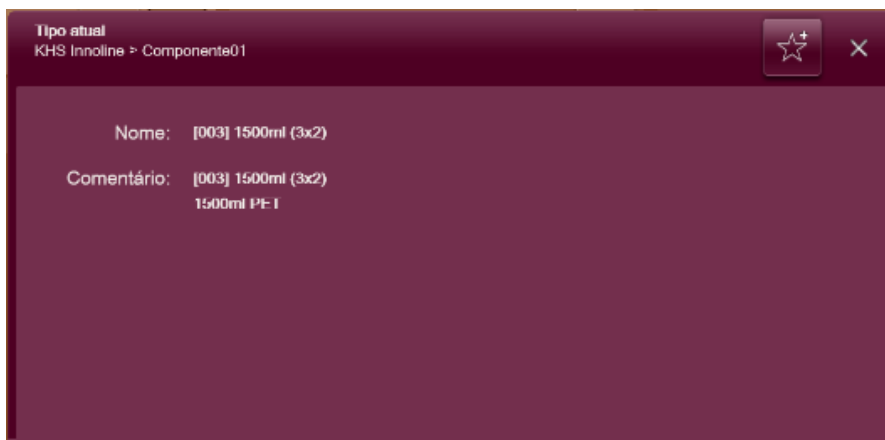 Tipo atual
KHS Innoline > Componente01
Nome: [003] 1500ml (3x2)
Comentário: [003] 1500ml (3x2)
1500ml PET